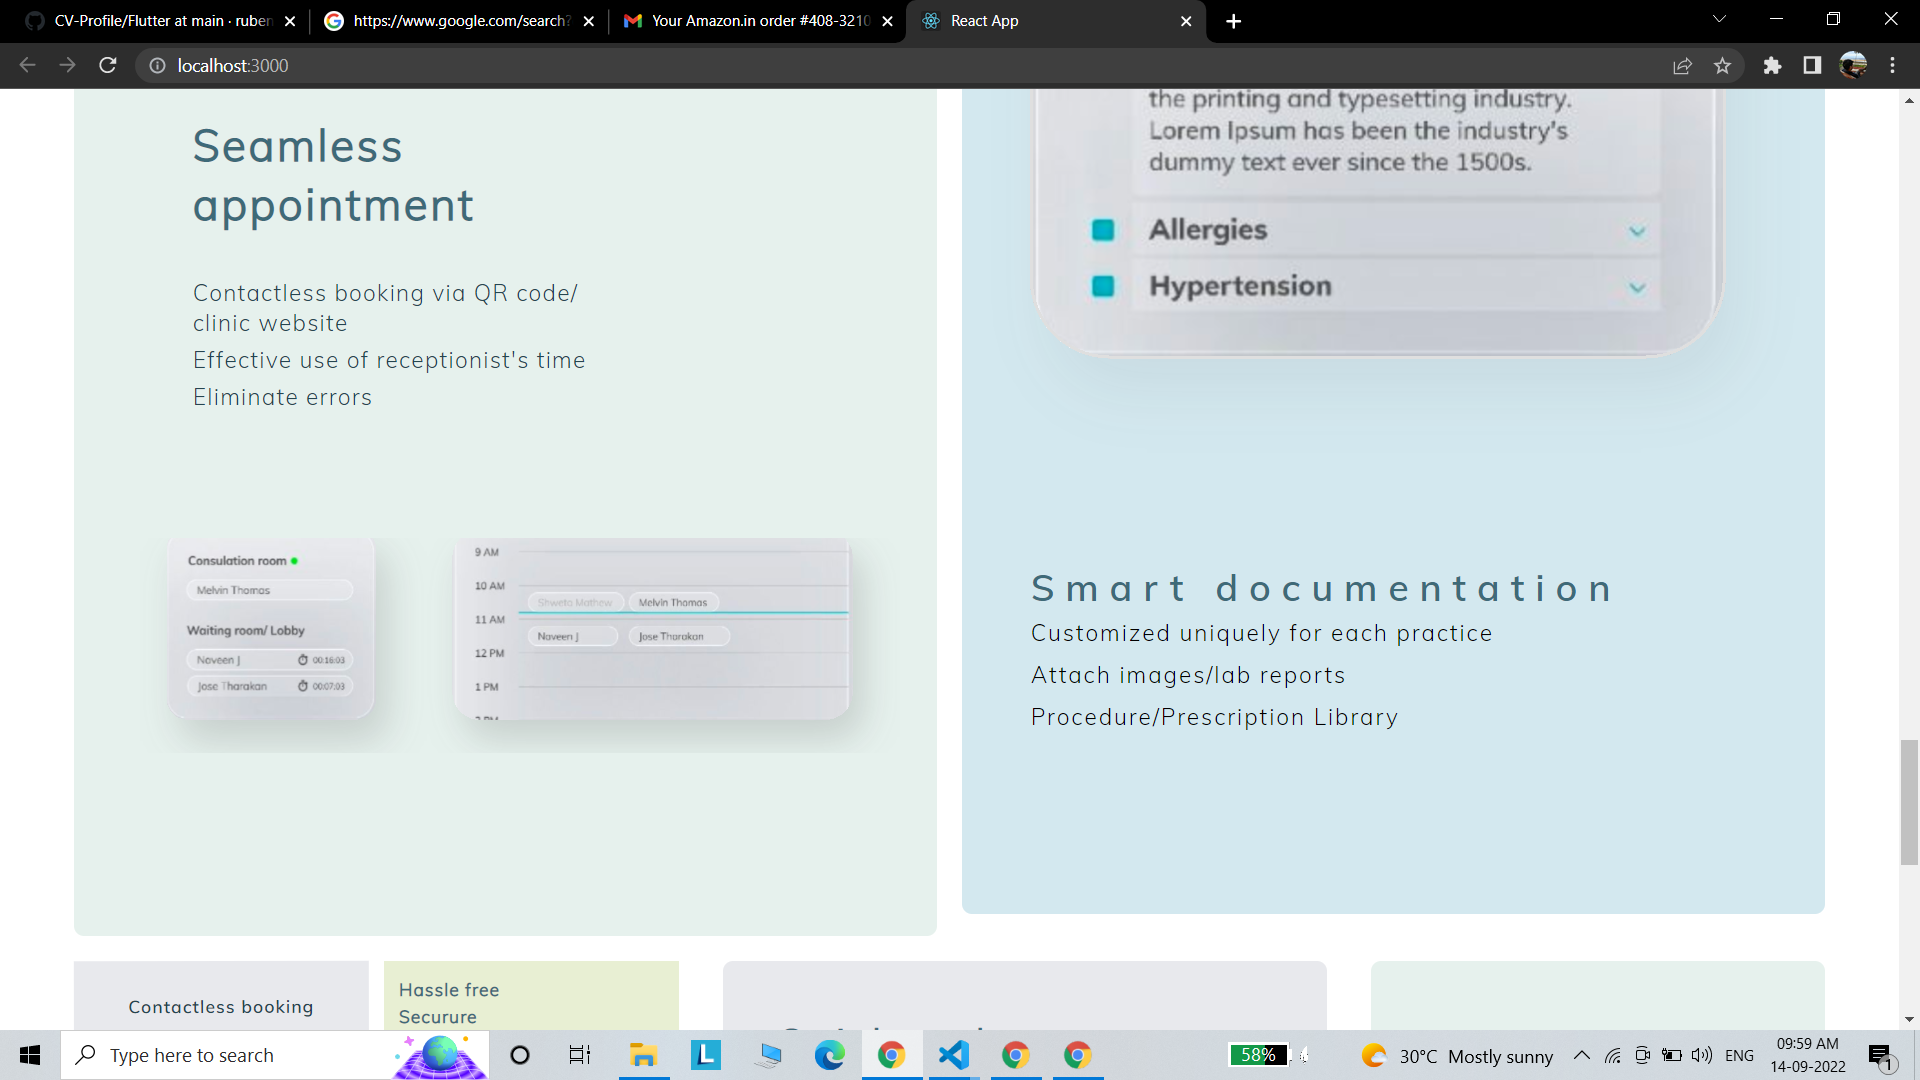 CV-Profile/Flutter at main · ruben
https://www.google.com/search?
Your Amazon.in order #408-3210
React App
localhost:3000
Seamless
appointment
Contactless booking via QR code/
clinic website
Effective use of receptionist's time
Eliminate errors
Consulation room
Melvin Thomas
Waiting room/ Lobby
Naveen J 00:16:03
Jose Tharakan 00:07:03
9 AM
10 AM
Shweta Mathew Melvin Thomas
11 AM
Naveen J Jose Tharakan
12 PM
1 PM
2 PM
the printing and typesetting industry.
Lorem Ipsum has been the industry's
dummy text ever since the 1500s.
Allergies
Hypertension
Smart documentation
Customized uniquely for each practice
Attach images/lab reports
Procedure/Prescription Library
Contactless booking
Hassle free
Securure
Type here to search
L
58%
30°C Mostly sunny
ENG
09:59 AM
14-09-2022
1